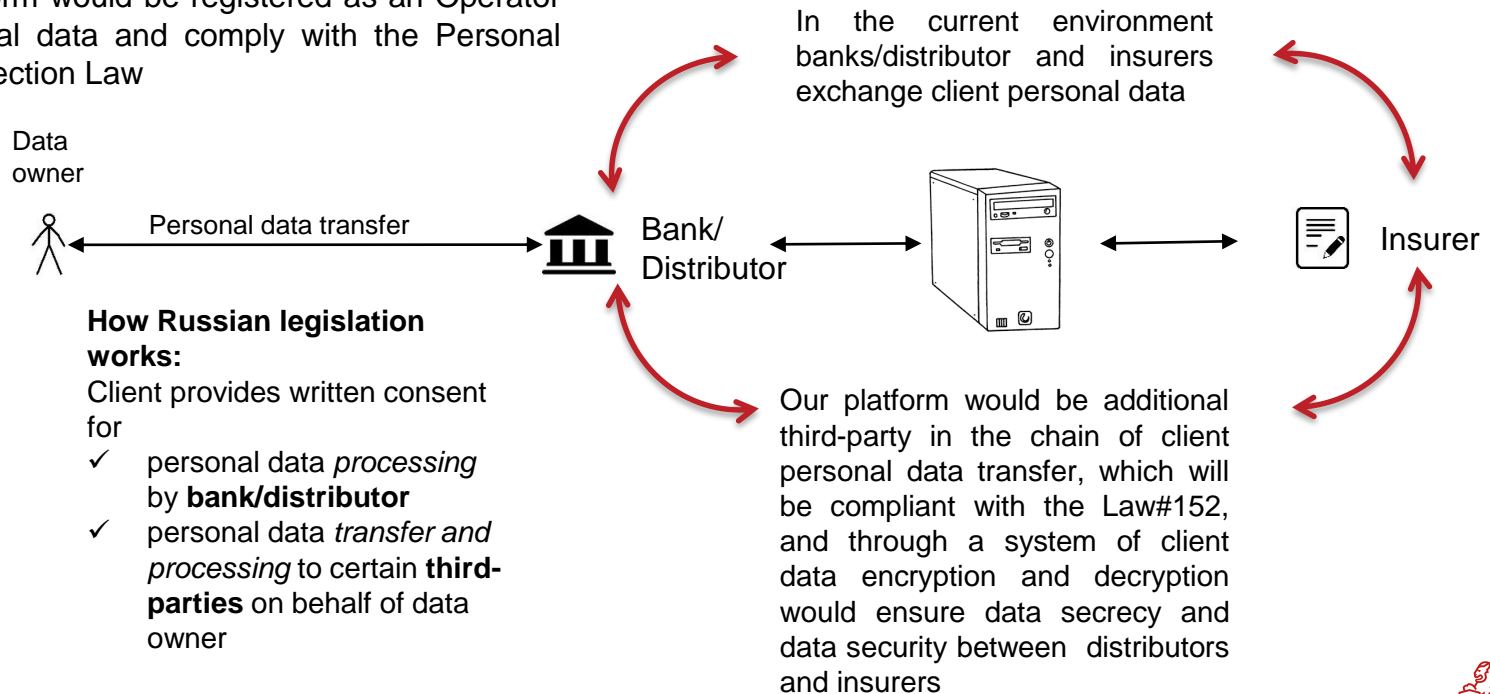 orm would be registered as an Operator
al data and comply with the Personal
ection Law
In the current environment
banks/distributor and insurers
exchange client personal data
Data
owner
Personal data transfer
Bank/
Distributor
Insurer
How Russian legislation
works:
Client provides written consent
for
✓ personal data processing
by bank/distributor
✓ personal data transfer and
processing to certain third-
parties on behalf of data
owner
Our platform would be additional
third-party in the chain of client
personal data transfer, which will
be compliant with the Law#152,
and through a system of client
data encryption and decryption
would ensure data secrecy and
data security between distributors
and insurers